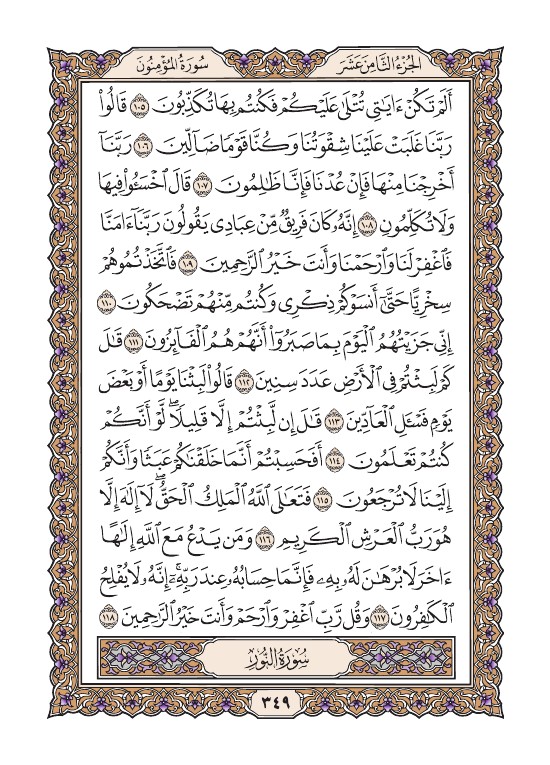 الجزء الثامن عشر
سورة المؤمنون
أَلَمْ تَكُنْ ءَايَٰتِى تُتْلَىٰ عَلَيْكُمْ فَكُنتُم بِهَا تُكَذِّبُونَ ١٠٥ قَالُوا۟
رَبَّنَا غَلَبَتْ عَلَيْنَا شِقْوَتُنَا وَكُنَّا قَوْمًا ضَآلِّينَ ١٠٦ رَبَّنَآ
أَخْرِجْنَا مِنْهَا فَإِنْ عُدْنَا فَإِنَّا ظَٰلِمُونَ ١٠٧ قَالَ ٱخْسَـُٔوا۟ فِيهَا
وَلَا تُكَلِّمُونِ ١٠٨ إِنَّهُۥ كَانَ فَرِيقٌ مِّنْ عِبَادِى يَقُولُونَ رَبَّنَآ ءَامَنَّا
فَٱغْفِرْ لَنَا وَٱرْحَمْنَا وَأَنتَ خَيْرُ ٱلرَّٰحِمِينَ ١٠٩ فَٱتَّخَذْتُمُوهُمْ
سِخْرِيًّا حَتَّىٰٓ أَنسَوْكُمْ ذِكْرِى وَكُنتُم مِّنْهُمْ تَضْحَكُونَ ١١٠
إِنِّى جَزَيْتُهُمُ ٱلْيَوْمَ بِمَا صَبَرُوٓا۟ أَنَّهُمْ هُمُ ٱلْفَآئِزُونَ ١١١ قَٰلَ
كَمْ لَبِثْتُمْ فِى ٱلْأَرْضِ عَدَدَ سِنِينَ ١١٢ قَالُوا۟ لَبِثْنَا يَوْمًا أَوْ بَعْضَ
يَوْمٍ فَسْـَٔلِ ٱلْعَآدِّينَ ١١٣ قَٰلَ إِن لَّبِثْتُمْ إِلَّا قَلِيلًا ۖ لَّوْ أَنَّكُمْ
كُنتُمْ تَعْلَمُونَ ١١٤ أَفَحَسِبْتُمْ أَنَّمَا خَلَقْنَٰكُمْ عَبَثًا وَأَنَّكُمْ
إِلَيْنَا لَا تُرْجَعُونَ ١١٥ فَتَعَٰلَى ٱللَّهُ ٱلْمَلِكُ ٱلْحَقُّ ۖ لَآ إِلَٰهَ إِلَّا
هُوَ رَبُّ ٱلْعَرْشِ ٱلْكَرِيمِ ١١٦ وَمَن يَدْعُ مَعَ ٱللَّهِ إِلَٰهًا
ءَاخَرَ لَا بُرْهَٰنَ لَهُۥ بِهِۦ فَإِنَّمَا حِسَابُهُۥ عِندَ رَبِّهِۦٓ ۚ إِنَّهُۥ لَا يُفْلِحُ
ٱلْكَٰفِرُونَ ١١٧ وَقُل رَّبِّ ٱغْفِرْ وَٱرْحَمْ وَأَنتَ خَيْرُ ٱلرَّٰحِمِينَ ١١٨
سورة النور
٣٤٩